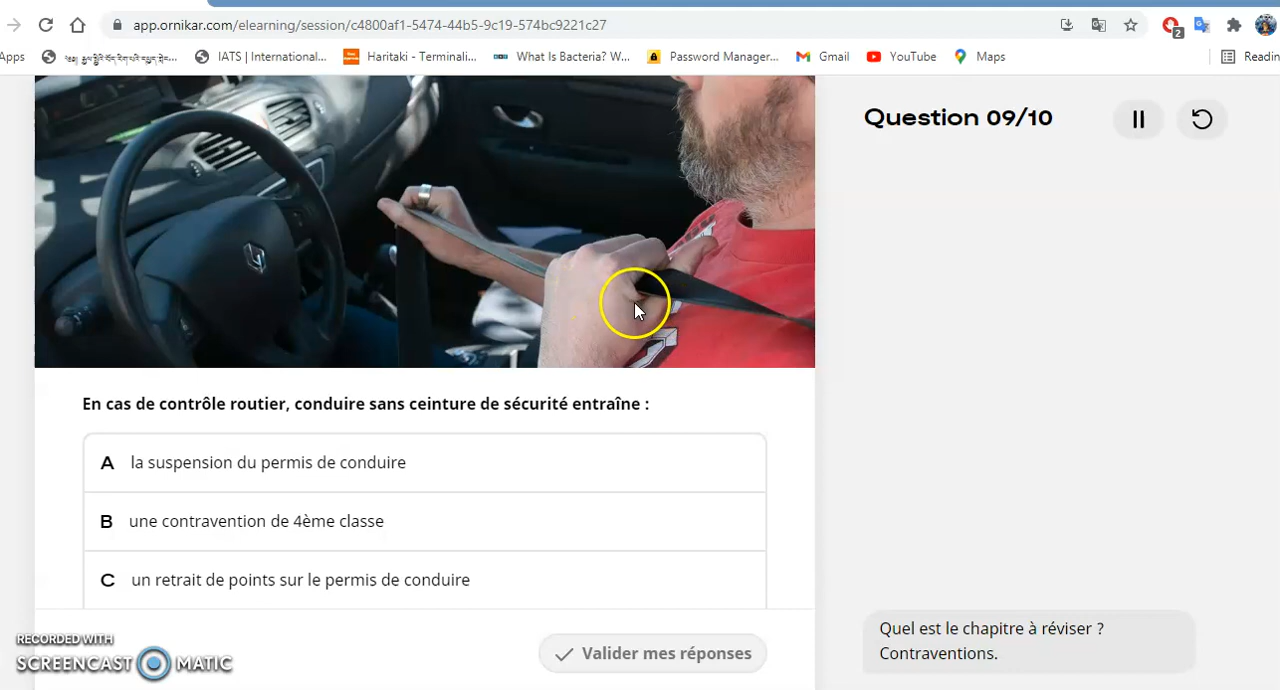 app.ornikar.com/elearning/session/c4800af1-5474-44b5-9c19-574bc9221c27
2
Apps
IATS | International...
Haritaki - Terminali...
What Is Bacteria? W...
Password Manager...
Gmail
YouTube
Maps
Readin
Question 09/10
En cas de contrôle routier, conduire sans ceinture de sécurité entraîne :
A la suspension du permis de conduire
B une contravention de 4ème classe
C un retrait de points sur le permis de conduire
Valider mes réponses
Quel est le chapitre à réviser ?
Contraventions.
RECORDED WITH
SCREENCAST MATIC